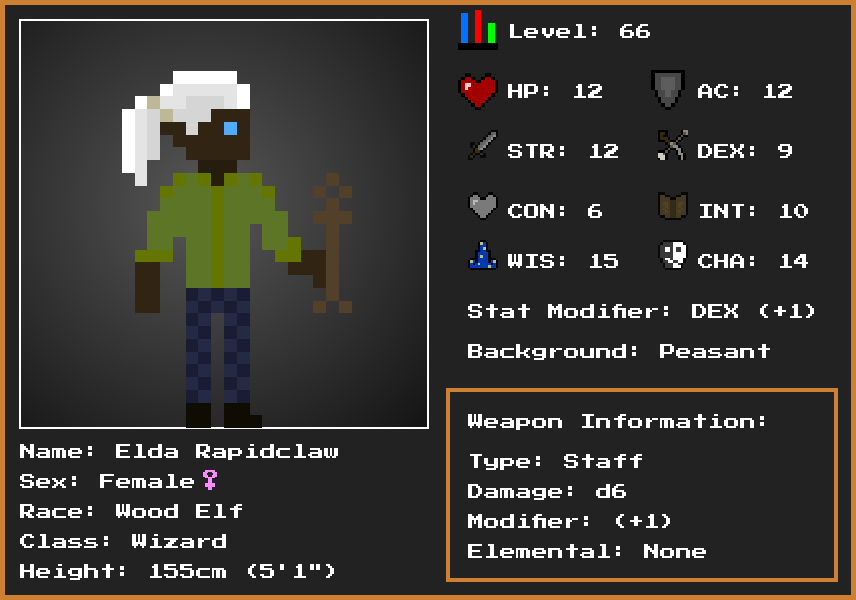 Level: 66
HP: 12 AC: 12
STR: 12 DEX: 9
CON: 6 INT: 10
WIS: 15 CHA: 14
Stat Modifier: DEX (+1)
Background: Peasant
Weapon Information:
Type: Staff
Damage: d6
Modifier: (+1)
Elemental: None
Name: Elda Rapidclaw
Sex: Female♀
Race: Wood Elf
Class: Wizard
Height: 155cm (5'1")